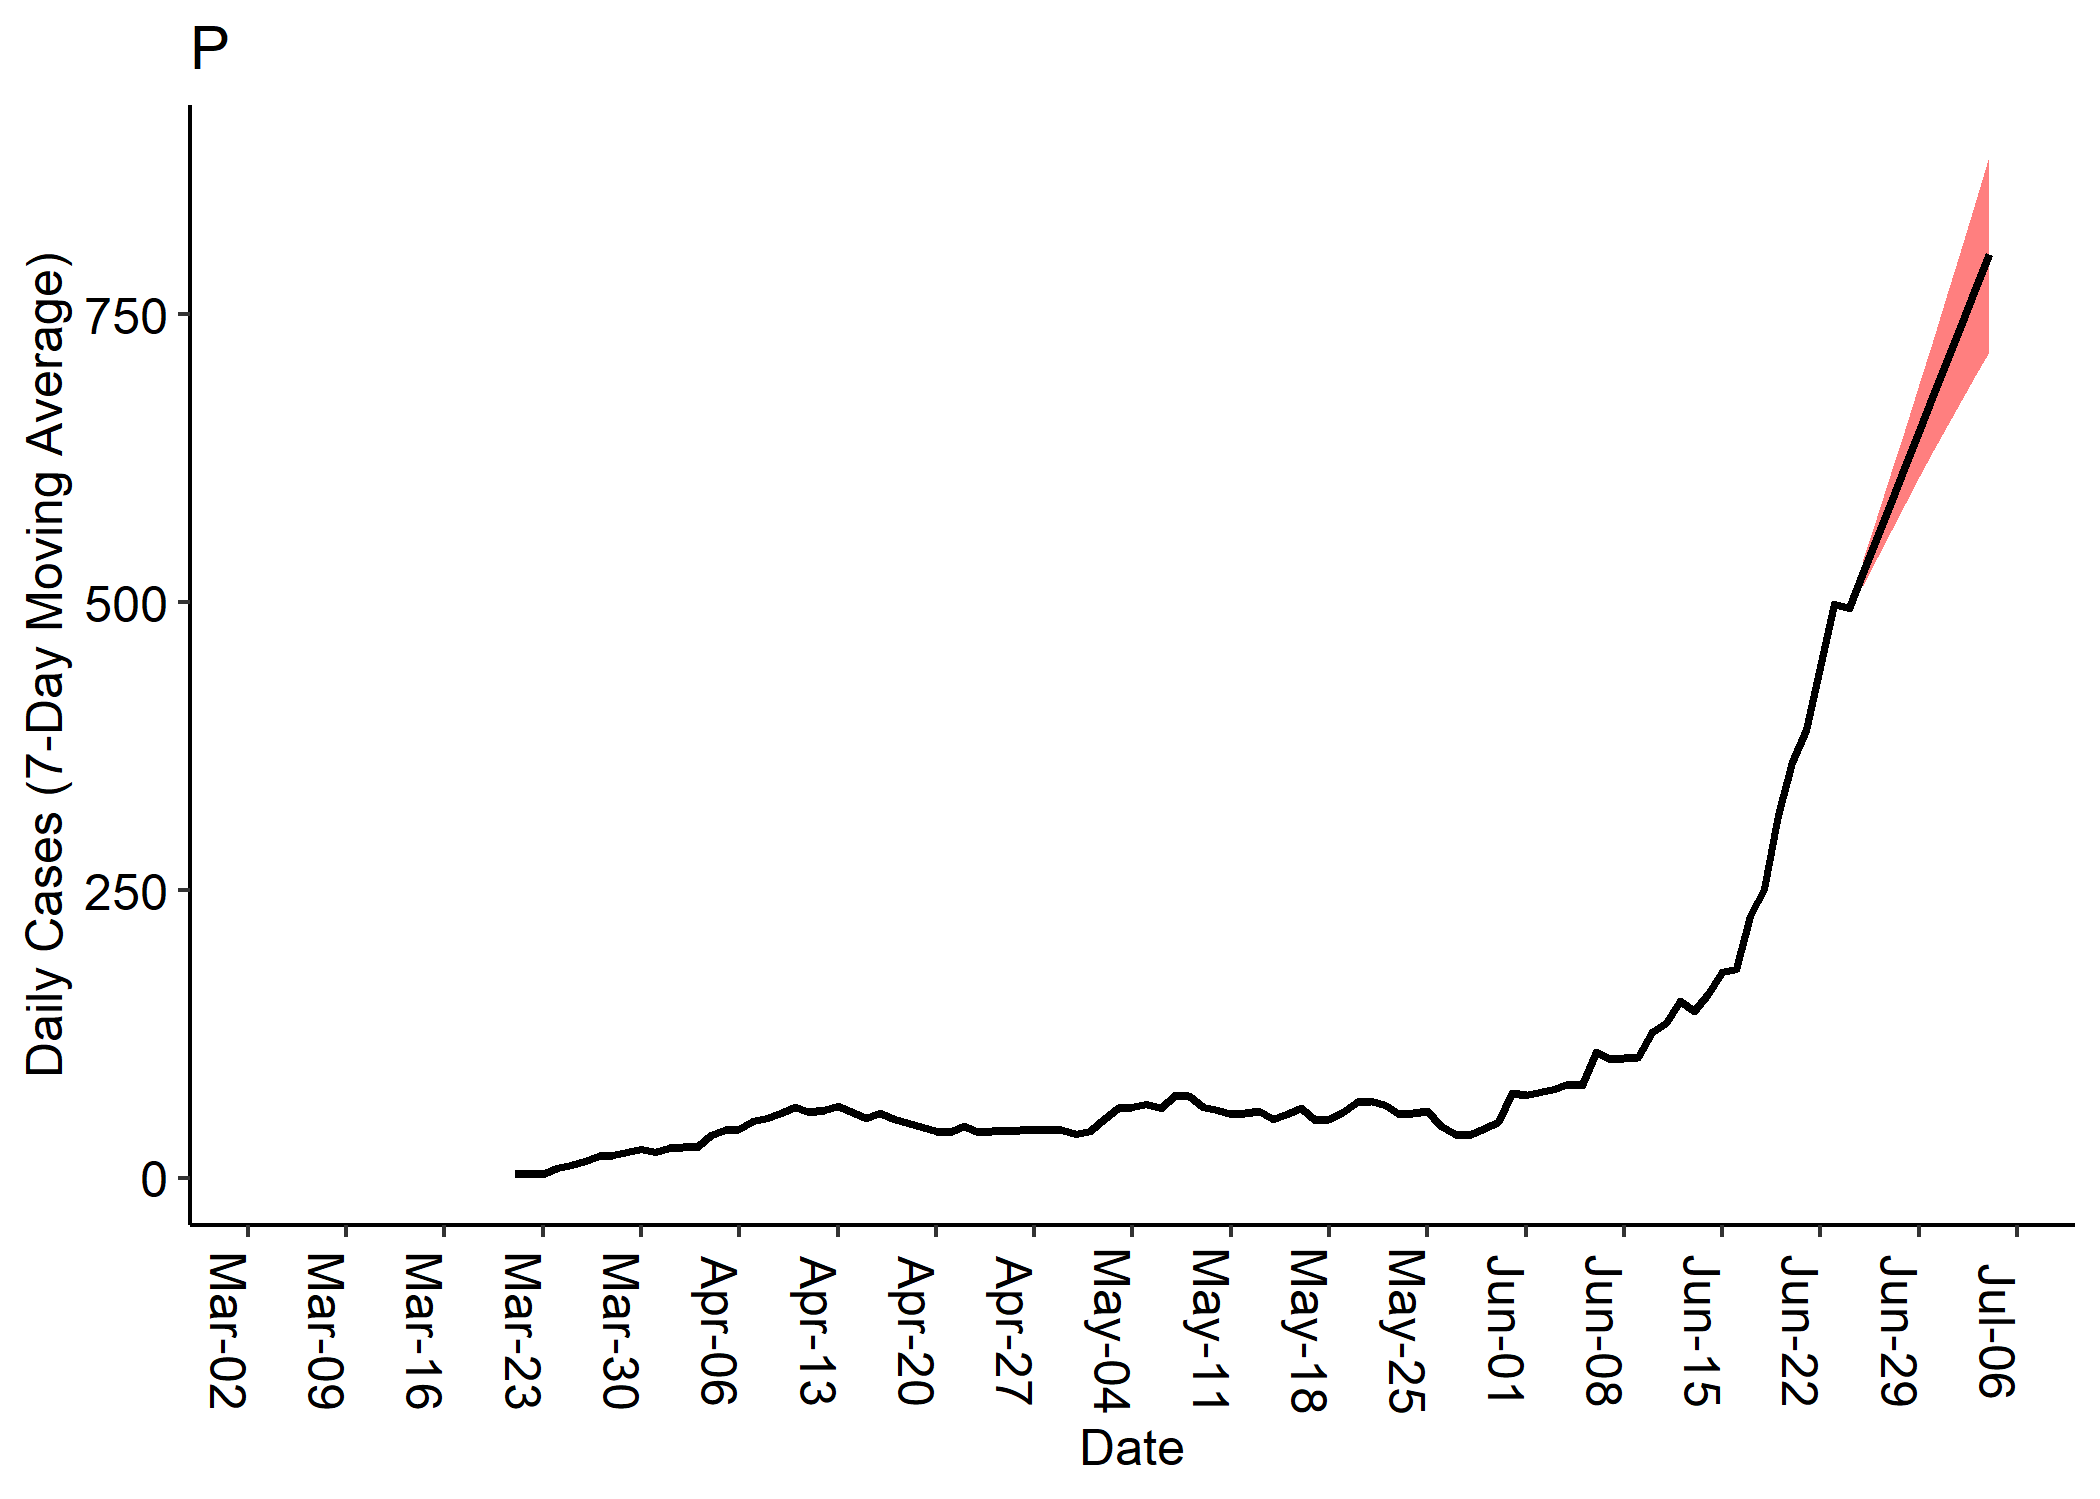 P
Daily Cases (7-Day Moving Average)
750
500
250
0
Mar-02
Mar-09
Mar-16
Mar-23
Mar-30
Apr-06
Apr-13
Apr-20
Apr-27
May-04
May-11
May-18
May-25
Jun-01
Jun-08
Jun-15
Jun-22
Jun-29
Jul-06
Date